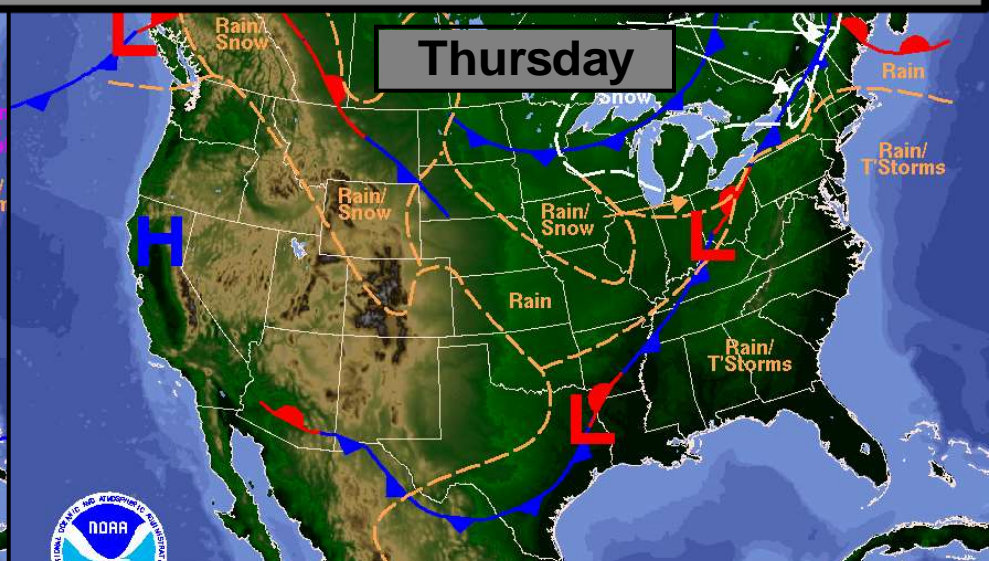 Thursday
L
Rain/
Snow
Rain
Snow
Rain/
T'Storms
Rain/
Snow
Rain/
Snow
H
L
Rain
Rain/
T'Storms
L
NOAA